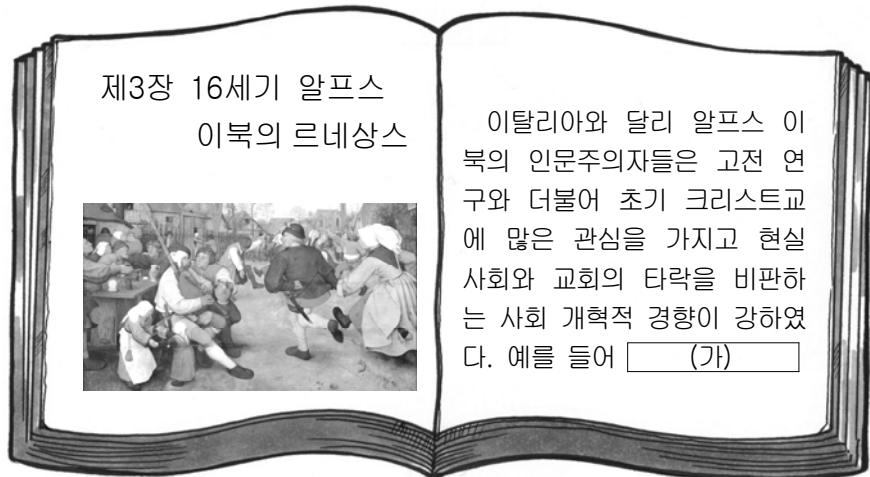 제3장 16세기 알프스
이북의 르네상스
이탈리아와 달리 알프스 이
북의 인문주의자들은 고전 연
구와 더불어 초기 크리스트교
에 많은 관심을 가지고 현실
사회와 교회의 타락을 비판하
는 사회 개혁적 경향이 강하였
다. 예를 들어 (가)